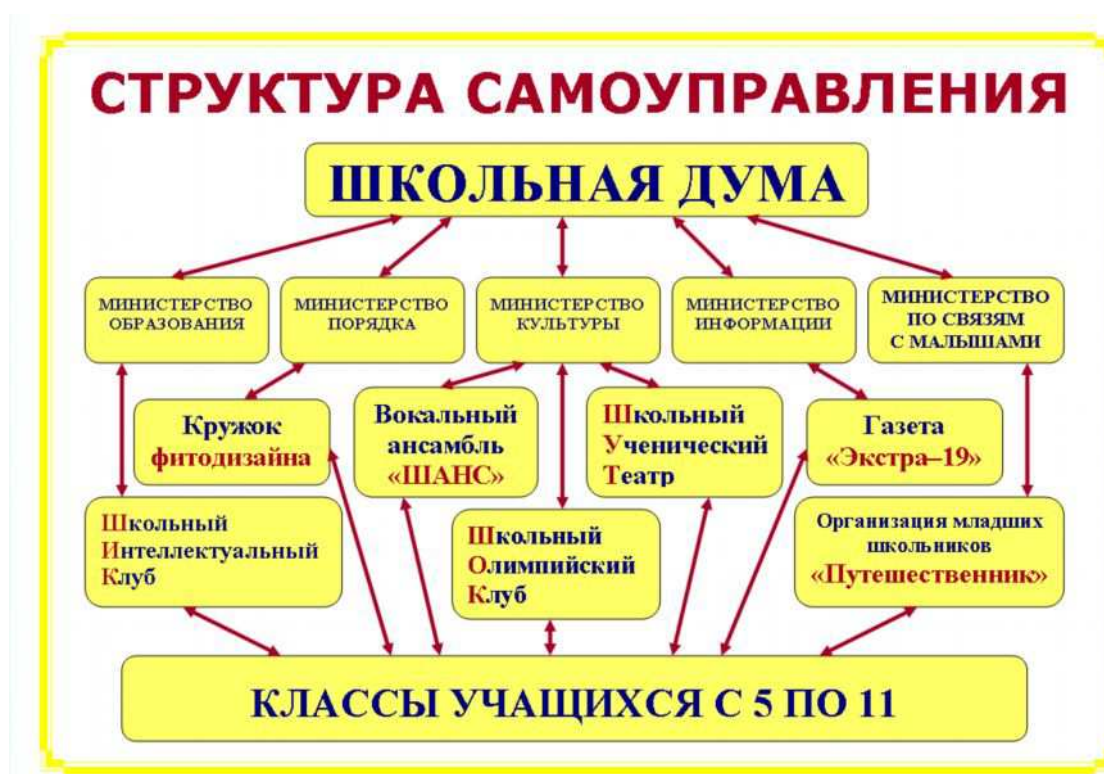 СТРУКТУРА САМОУПРАВЛЕНИЯ
ШКОЛЬНАЯ ДУМА
МИНИСТЕРСТВО
ОБРАЗОВАНИЯ
МИНИСТЕРСТВО
ПОРЯДКА
МИНИСТЕРСТВО
КУЛЬТУРЫ
МИНИСТЕРСТВО
ИНФОРМАЦИИ
МИНИСТЕРСТВО
ПО СВЯЗЯМ
С МАЛЫШАМИ
Кружок
фитодизайна
Вокальный
ансамбль
«ШАНС»
Школьный
Ученический
Театр
Газета
«Экстра–19»
Школьный
Интеллектуальный
Клуб
Школьный
Олимпийский
Клуб
Организация младших
школьников
«Путешественник»
КЛАССЫ УЧАЩИХСЯ С 5 ПО 11